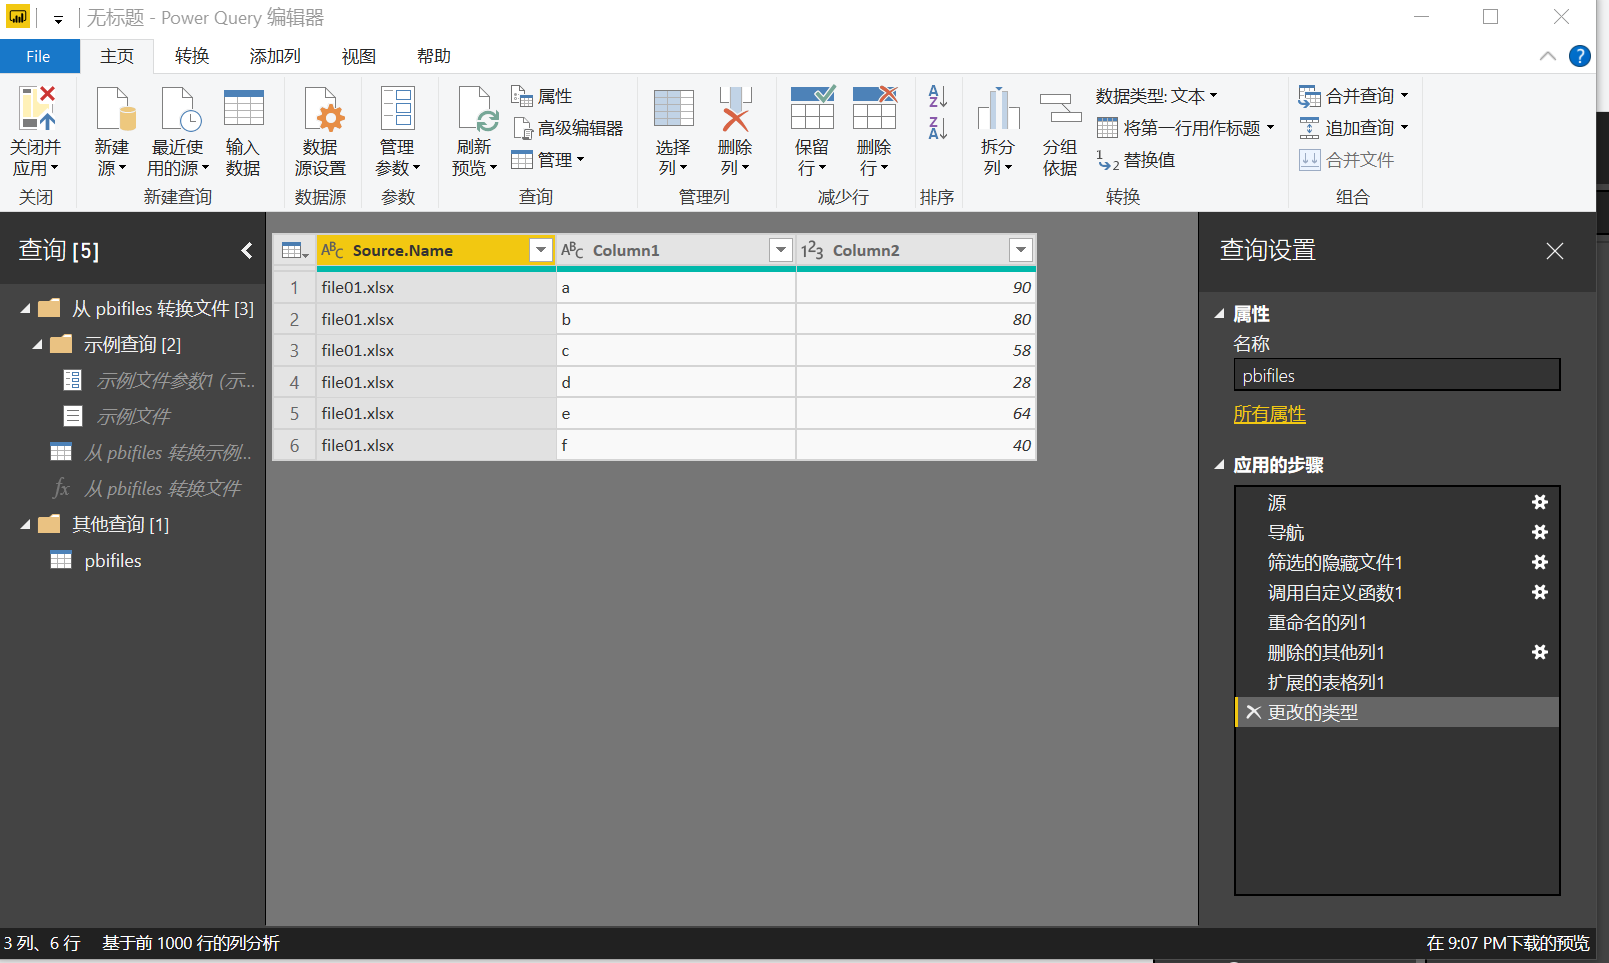 无标题 - Power Query 编辑器
File 主页 转换 添加列 视图 帮助
关闭并应用 新建源 最近使用的源 输入数据 数据源设置 管理参数 刷新预览 属性 高级编辑器 管理 选择列 删除列 保留行 删除行 拆分列 分组依据 数据类型: 文本 将第一行用作标题 替换值 合并查询 追加查询 合并文件
关闭 新建查询 数据源 参数 查询 管理列 减少行 排序 转换 组合
查询 [5]
从 pbifiles 转换文件 [3]
示例查询 [2]
示例文件参数1 (示...
示例文件
从 pbifiles 转换示例...
fx 从 pbifiles 转换文件
其他查询 [1]
pbifiles
ABC Source.Name ABC Column1 123 Column2
1 file01.xlsx a 90
2 file01.xlsx b 80
3 file01.xlsx c 58
4 file01.xlsx d 28
5 file01.xlsx e 64
6 file01.xlsx f 40
查询设置
属性
名称
pbifiles
所有属性
应用的步骤
源
导航
筛选的隐藏文件1
调用自定义函数1
重命名的列1
删除的其他列1
扩展的表格列1
更改的类型
3 列、6 行 基于前 1000 行的列分析 在 9:07 PM下载的预览